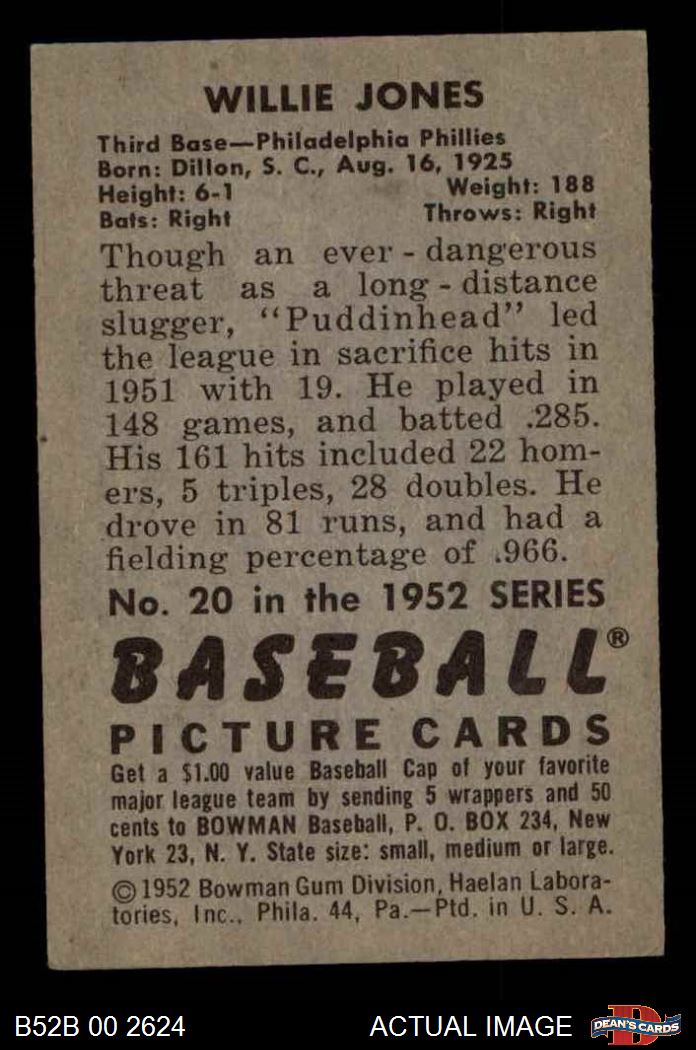 WILLIE JONES
Third Base—Philadelphia Phillies
Born: Dillon, S. C., Aug. 16, 1925
Height: 6-1 Weight: 188
Bats: Right Throws: Right
Though an ever-dangerous
threat as a long-distance
slugger, "Puddinhead" led
the league in sacrifice hits in
1951 with 19. He played in
148 games, and batted .285.
His 161 hits included 22 hom-
ers, 5 triples, 28 doubles. He
drove in 81 runs, and had a
fielding percentage of .966.
No. 20 in the 1952 SERIES
BASEBALL®
PICTURE CARDS
Get a $1.00 value Baseball Cap of your favorite
major league team by sending 5 wrappers and 50
cents to BOWMAN Baseball, P. O. BOX 234, New
York 23, N. Y. State size: small, medium or large.
©1952 Bowman Gum Division, Haelan Labora-
tories, Inc., Phila. 44, Pa.—Ptd. in U. S. A.
B52B 00 2624 ACTUAL IMAGE D DEAN'S CARDS